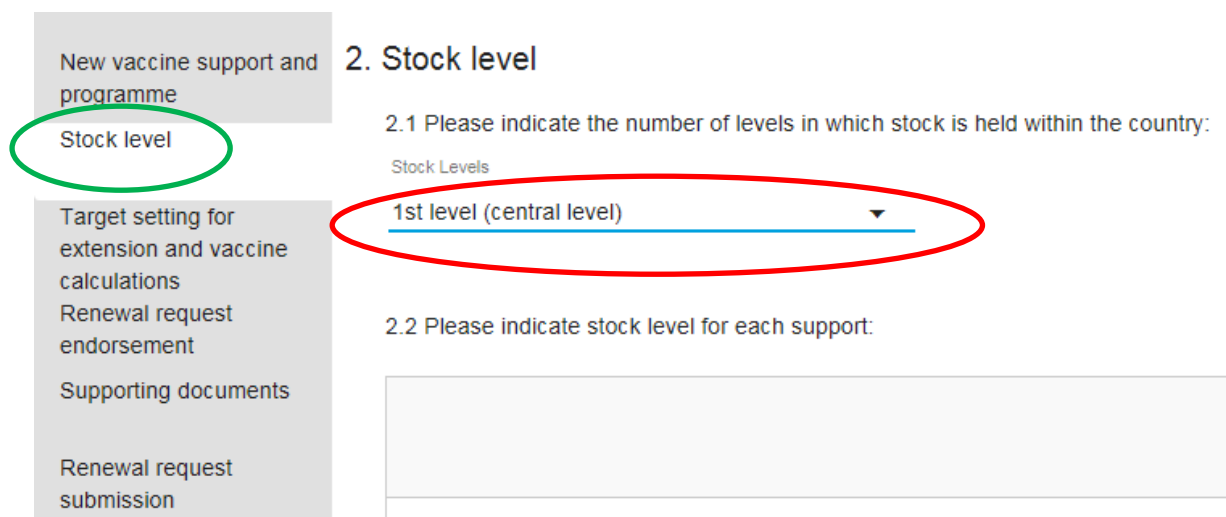 New vaccine support and
programme
Stock level
Target setting for
extension and vaccine
calculations
Renewal request
endorsement
Supporting documents
Renewal request
submission
2. Stock level
2.1 Please indicate the number of levels in which stock is held within the country:
Stock Levels
1st level (central level)
2.2 Please indicate stock level for each support: